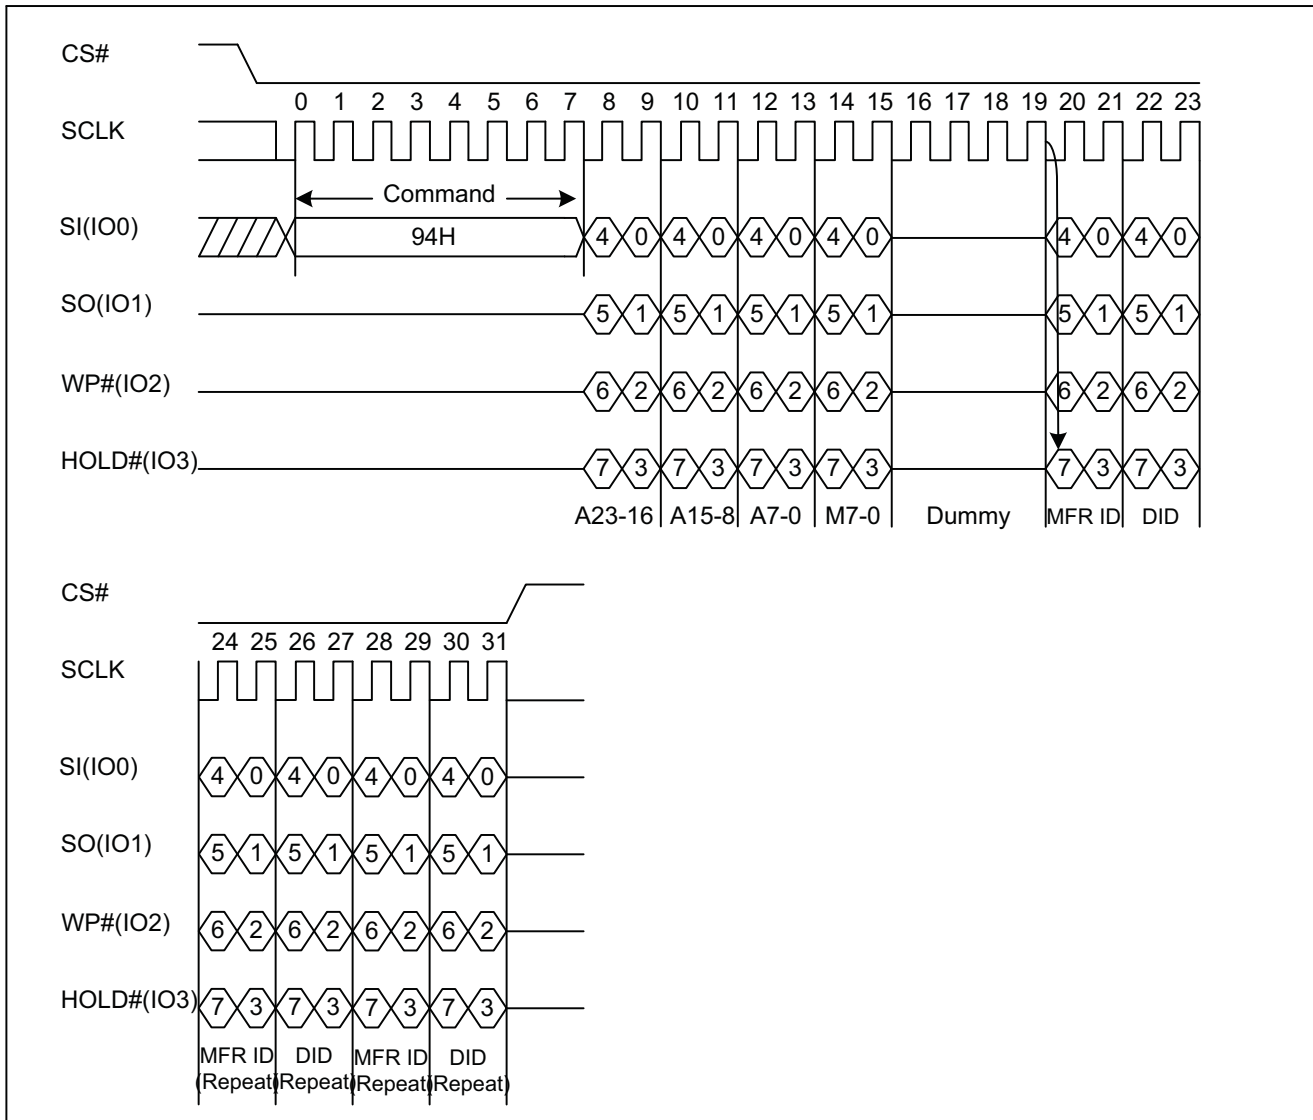 CS#
0 1 2 3 4 5 6 7 8 9 10 11 12 13 14 15 16 17 18 19 20 21 22 23
SCLK
Command
SI(IO0) 94H 4 0 4 0 4 0 4 0 4 0 4 0
SO(IO1) 5 1 5 1 5 1 5 1 5 1 5 1
WP#(IO2) 6 2 6 2 6 2 6 2 6 2 6 2
HOLD#(IO3) 7 3 7 3 7 3 7 3 7 3 7 3
A23-16 A15-8 A7-0 M7-0 Dummy MFR ID DID
CS#
24 25 26 27 28 29 30 31
SCLK
SI(IO0) 4 0 4 0 4 0 4 0
SO(IO1) 5 1 5 1 5 1 5 1
WP#(IO2) 6 2 6 2 6 2 6 2
HOLD#(IO3) 7 3 7 3 7 3 7 3
MFR ID DID MFR ID DID
(Repeat) (Repeat) (Repeat) (Repeat)